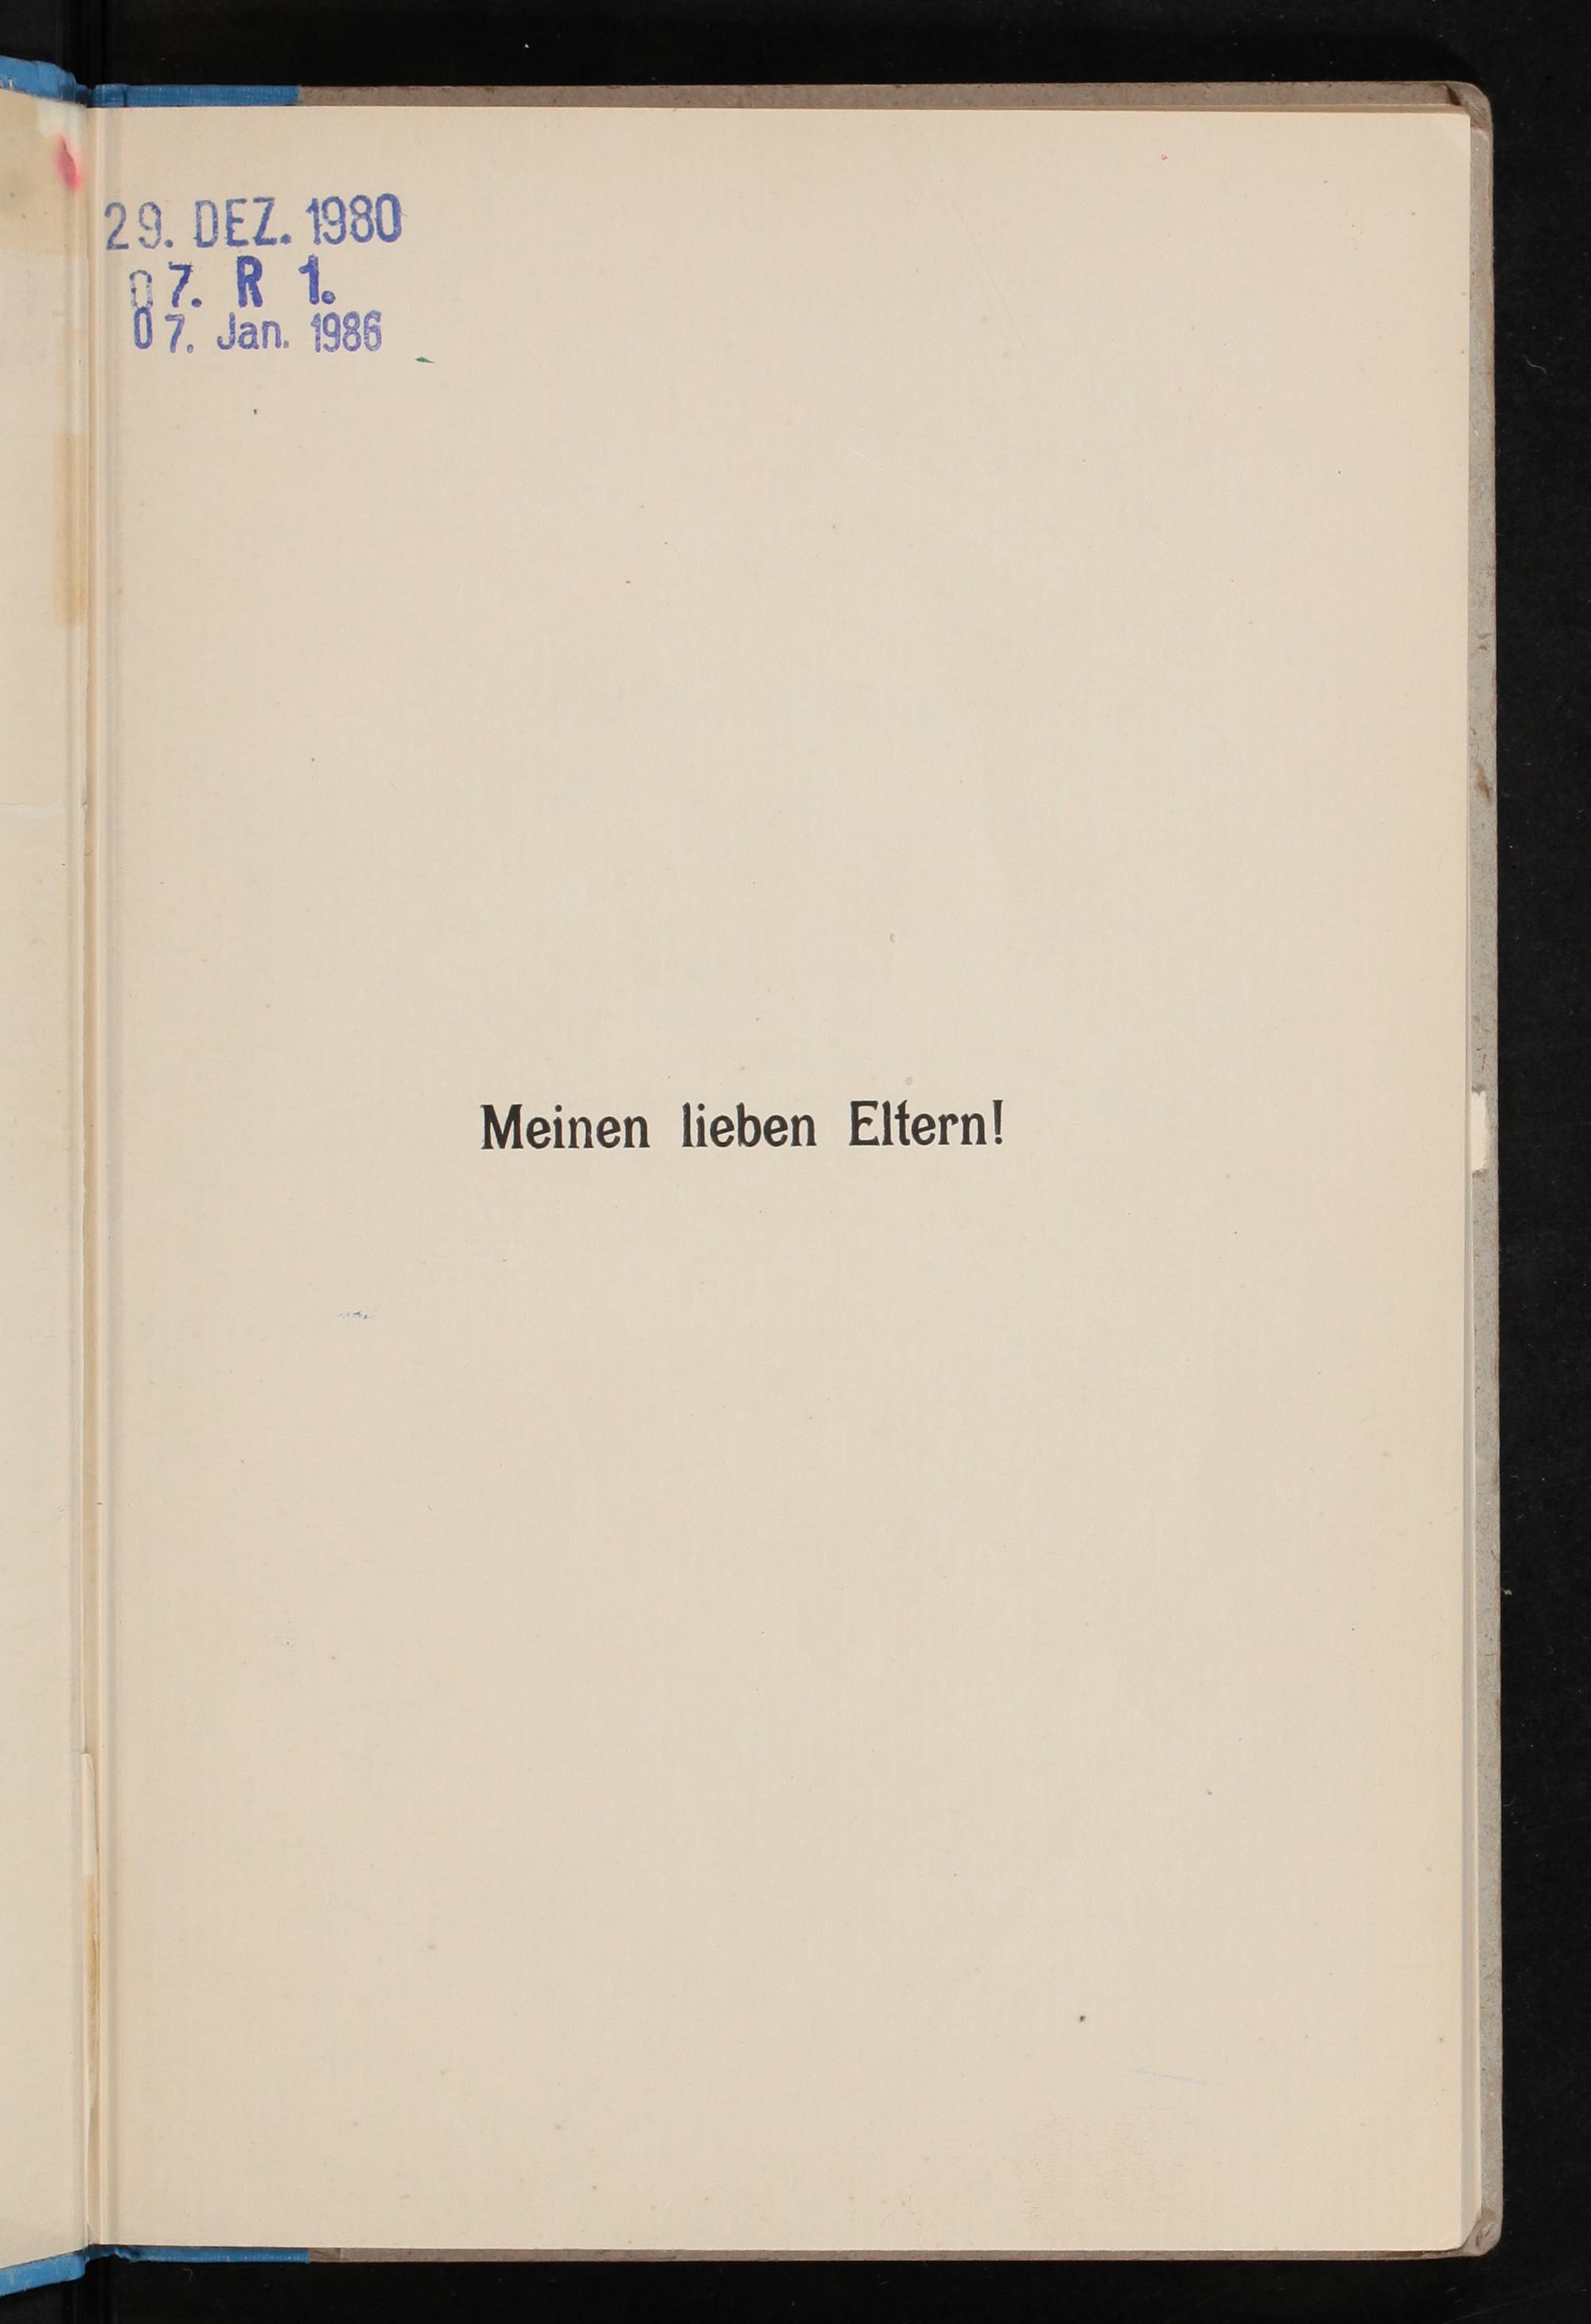 29. DEZ. 1980
07. R 1.
07. Jan. 1986
Meinen lieben Eltern!